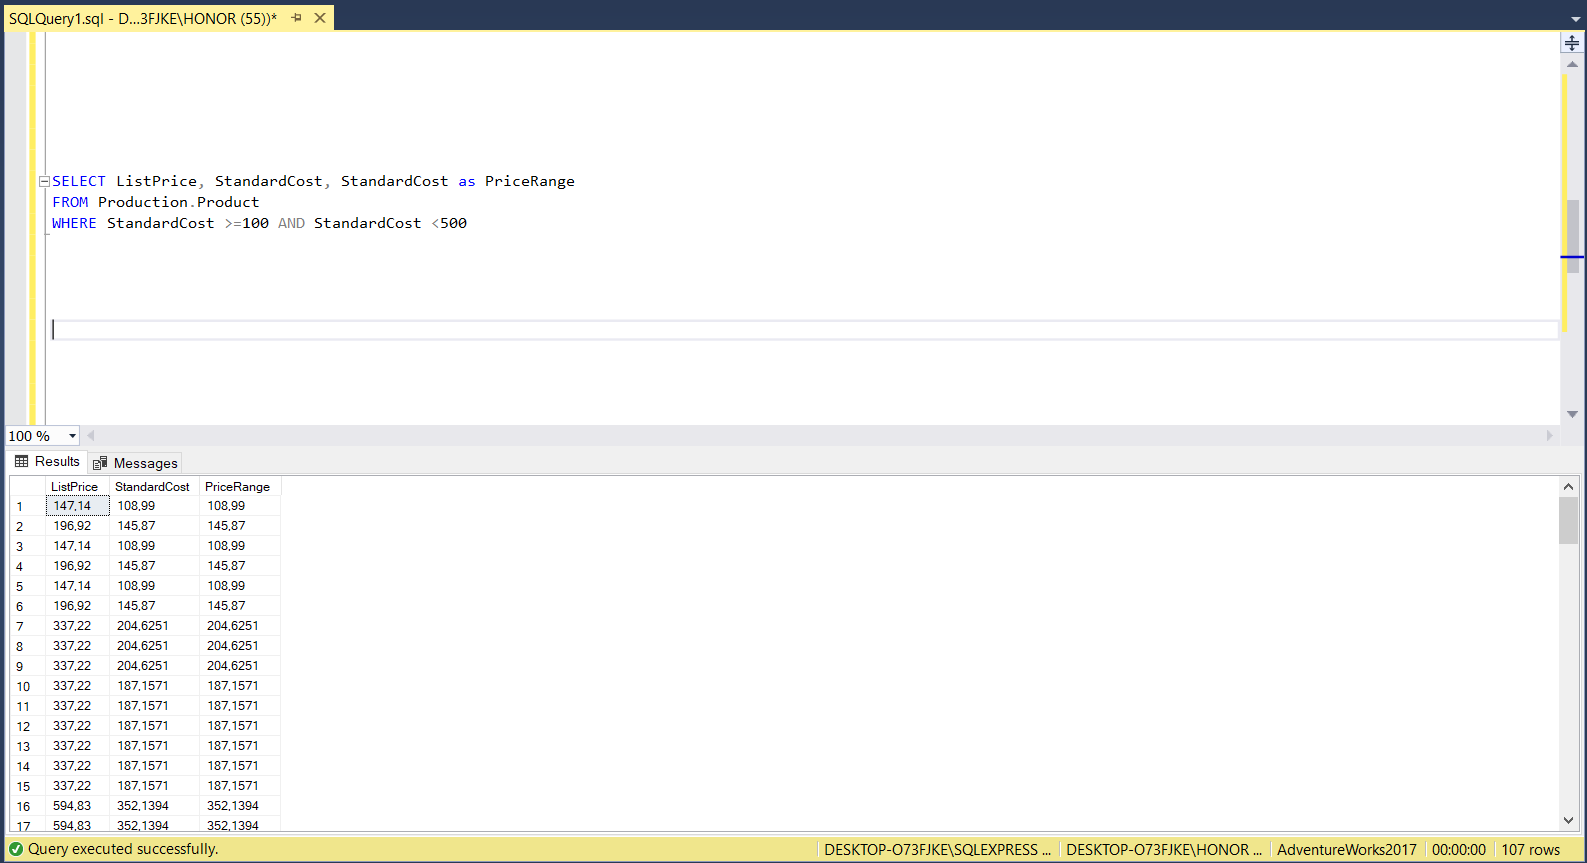 SQLQuery1.sql - D...3FJKE\HONOR (55))*
SELECT ListPrice, StandardCost, StandardCost as PriceRange
FROM Production.Product
WHERE StandardCost >=100 AND StandardCost <500
100 %
Results Messages
ListPrice StandardCost PriceRange
1 147,14 108,99 108,99
2 196,92 145,87 145,87
3 147,14 108,99 108,99
4 196,92 145,87 145,87
5 147,14 108,99 108,99
6 196,92 145,87 145,87
7 337,22 204,6251 204,6251
8 337,22 204,6251 204,6251
9 337,22 204,6251 204,6251
10 337,22 187,1571 187,1571
11 337,22 187,1571 187,1571
12 337,22 187,1571 187,1571
13 337,22 187,1571 187,1571
14 337,22 187,1571 187,1571
15 337,22 187,1571 187,1571
16 594,83 352,1394 352,1394
17 594,83 352,1394 352,1394
Query executed successfully. DESKTOP-O73FJKE\SQLEXPRESS ... DESKTOP-O73FJKE\HONOR ... AdventureWorks2017 00:00:00 107 rows